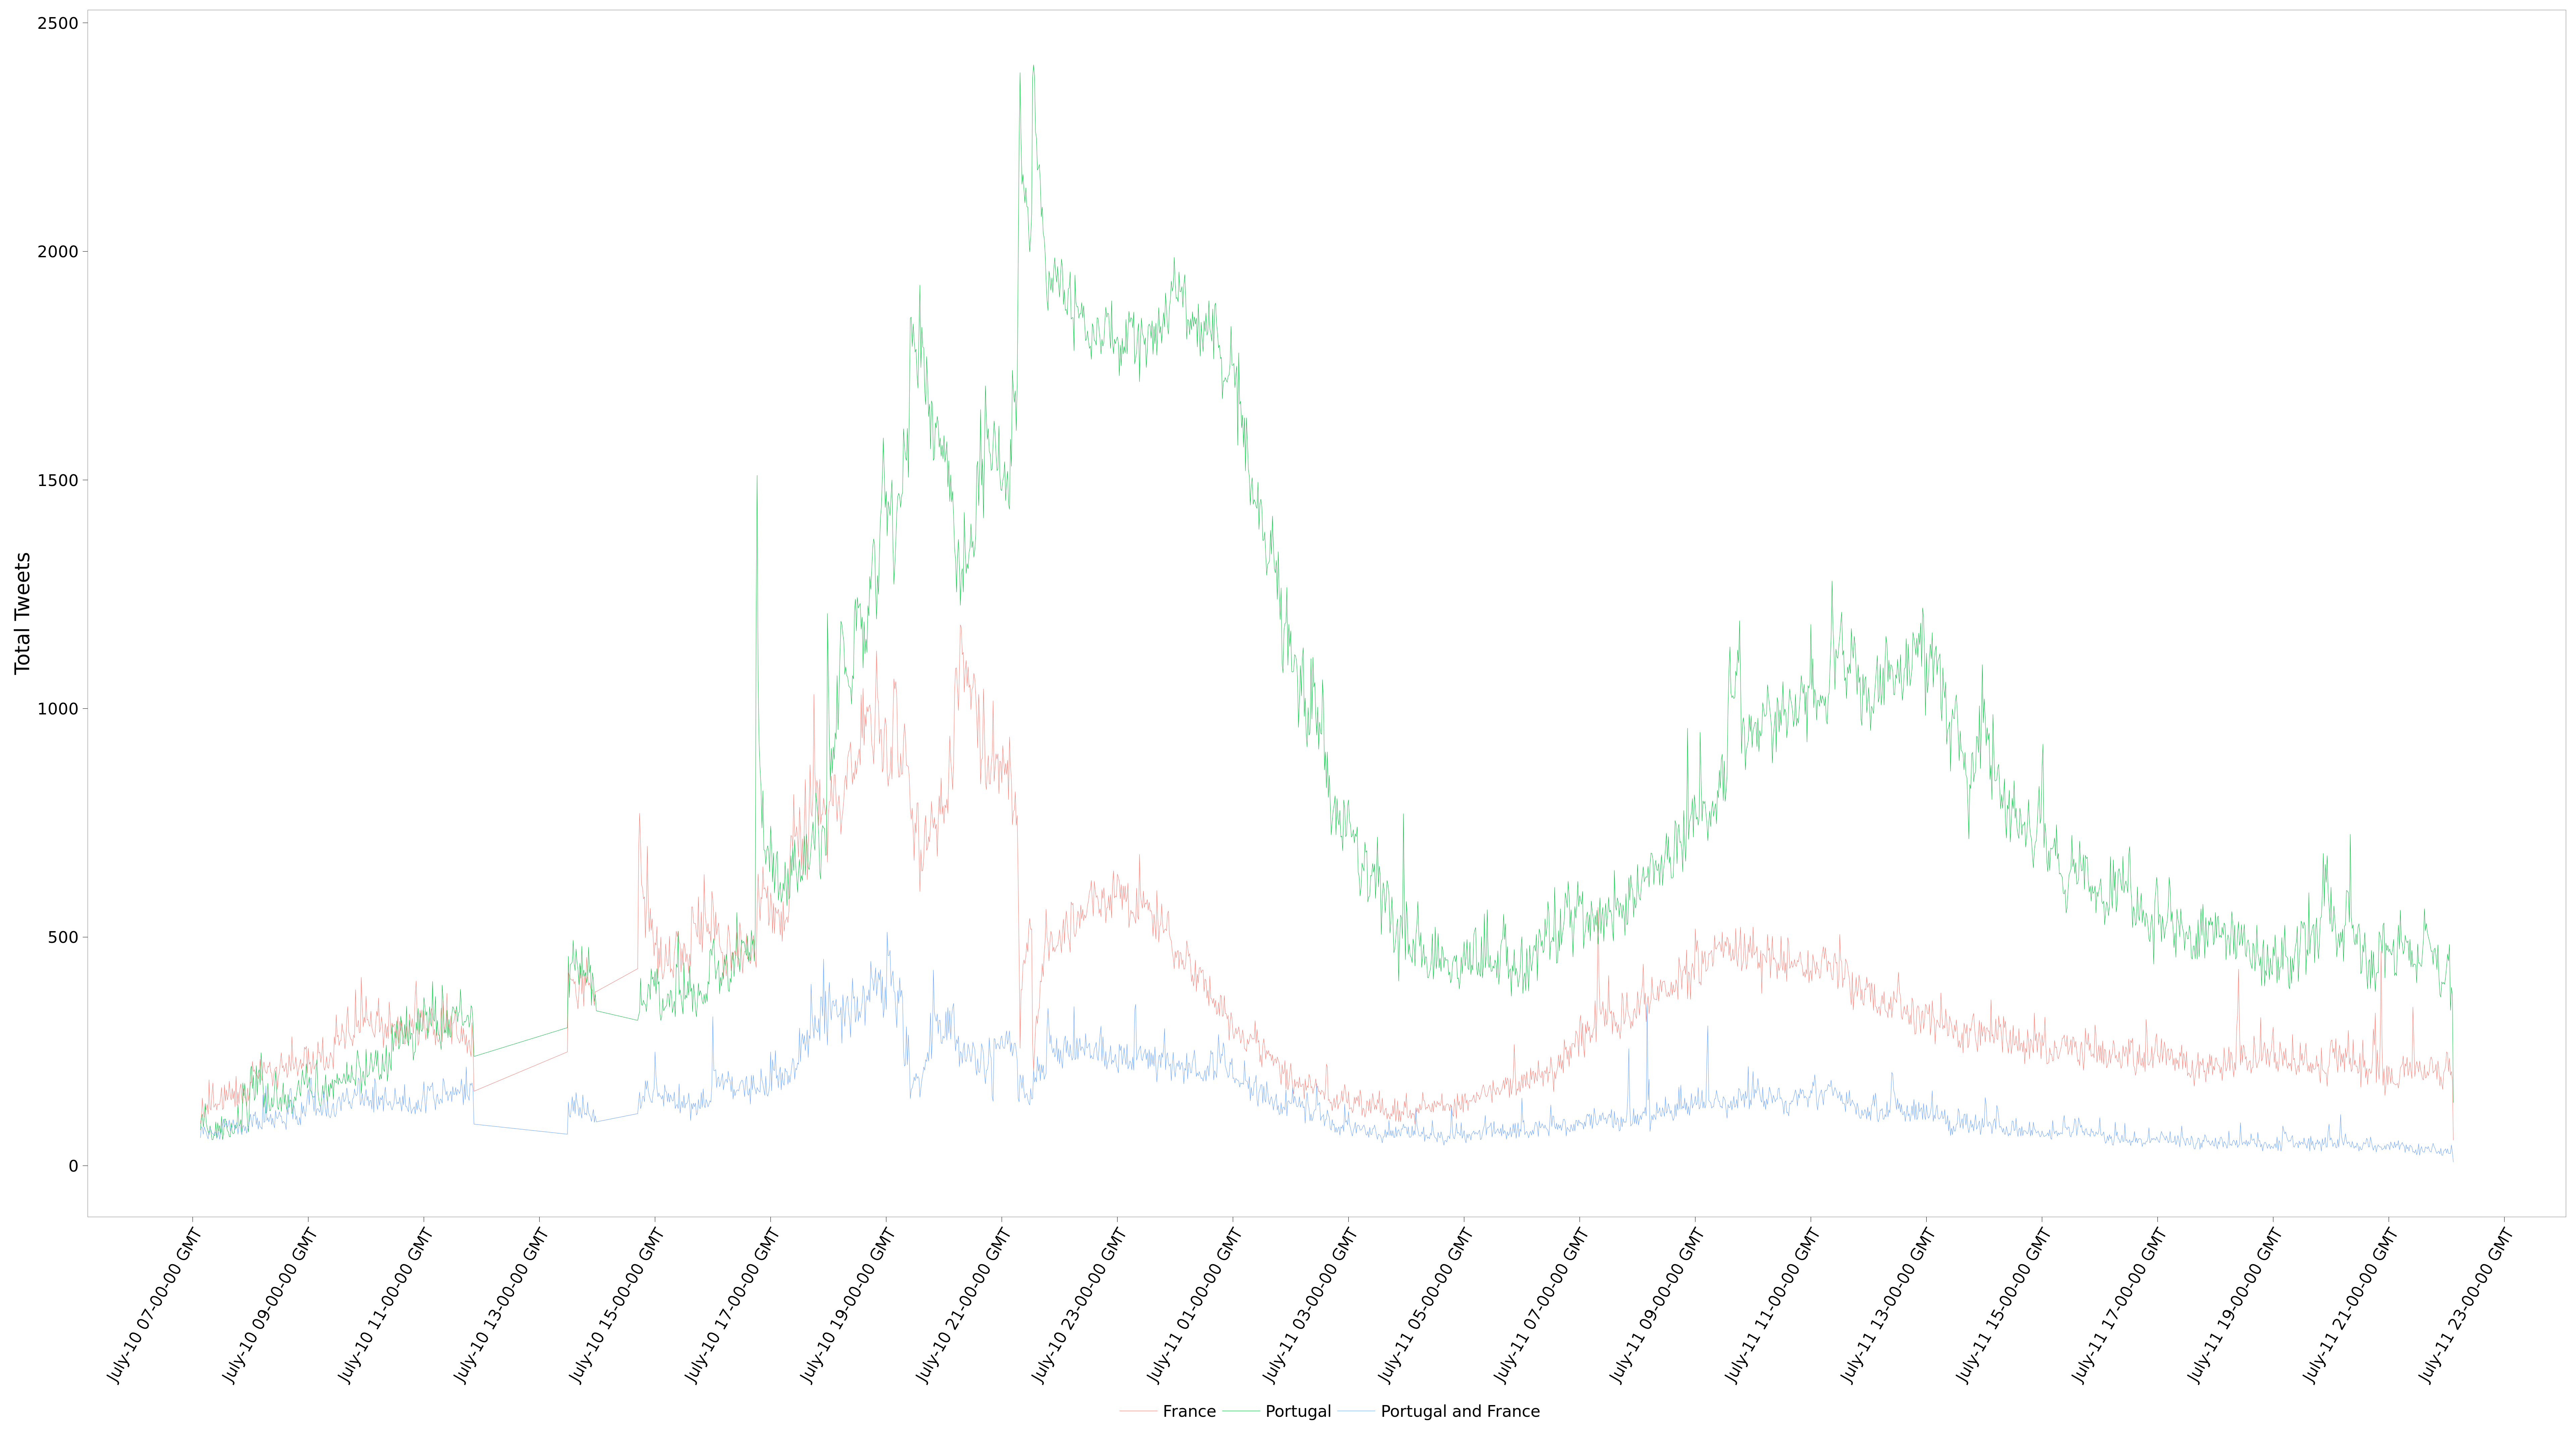 Total Tweets
2500
2000
1500
1000
500
0
July-10 07-00-00 GMT
July-10 09-00-00 GMT
July-10 11-00-00 GMT
July-10 13-00-00 GMT
July-10 15-00-00 GMT
July-10 17-00-00 GMT
July-10 19-00-00 GMT
July-10 21-00-00 GMT
July-10 23-00-00 GMT
July-11 01-00-00 GMT
July-11 03-00-00 GMT
July-11 05-00-00 GMT
July-11 07-00-00 GMT
July-11 09-00-00 GMT
July-11 11-00-00 GMT
July-11 13-00-00 GMT
July-11 15-00-00 GMT
July-11 17-00-00 GMT
July-11 19-00-00 GMT
July-11 21-00-00 GMT
July-11 23-00-00 GMT
France Portugal Portugal and France